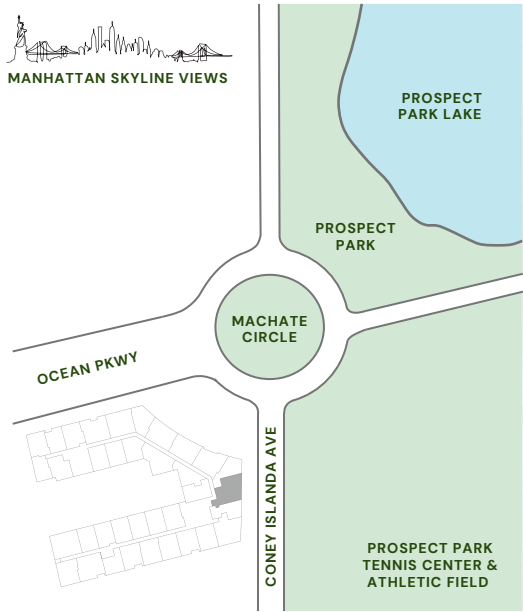 MANHATTAN SKYLINE VIEWS
PROSPECT
PARK LAKE
PROSPECT
PARK
MACHATE
CIRCLE
OCEAN PKWY
CONEY ISLANDA AVE
PROSPECT PARK
TENNIS CENTER &
ATHLETIC FIELD